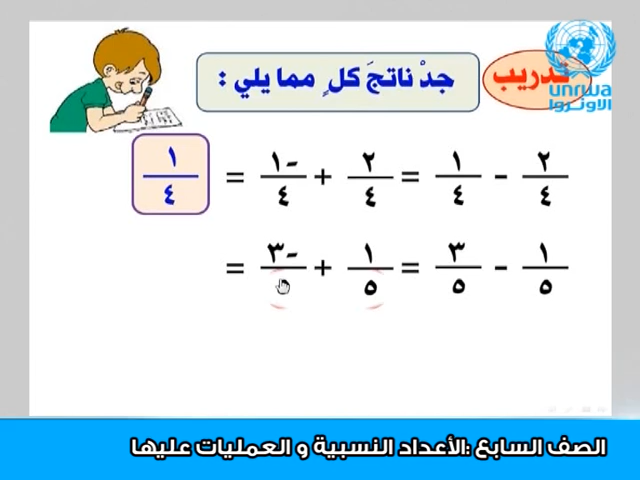 تدريب
جدْ ناتجَ كلٍ مما يلي :
unrwa
الأونروا
٢/٤ - ١/٤ = ٢/٤ + -١/٤ = ١/٤
١/٥ - ٣/٥ = ١/٥ + -٣/٥ =
الصف السابع :الأعداد النسبية و العمليات عليها